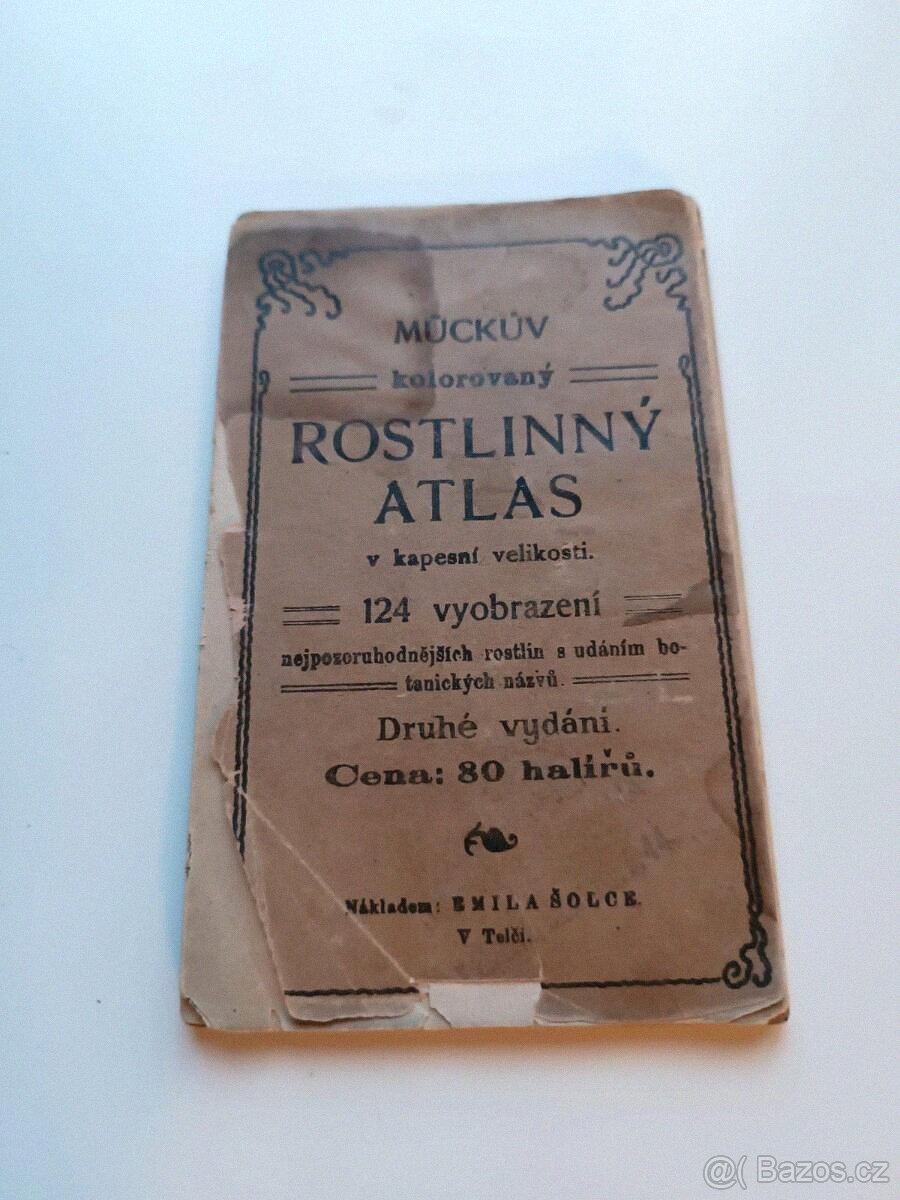 MŮCKŮV
kolorovaný
ROSTLINNÝ
ATLAS
v kapesní velikosti.
124 vyobrazení
nejpozoruhodnějších rostlin s udáním bo-
tanických názvů.
Druhé vydání.
Cena: 80 halířů.
Nákladem: EMILA ŠOLCE.
V Telči.
@( Bazos.cz